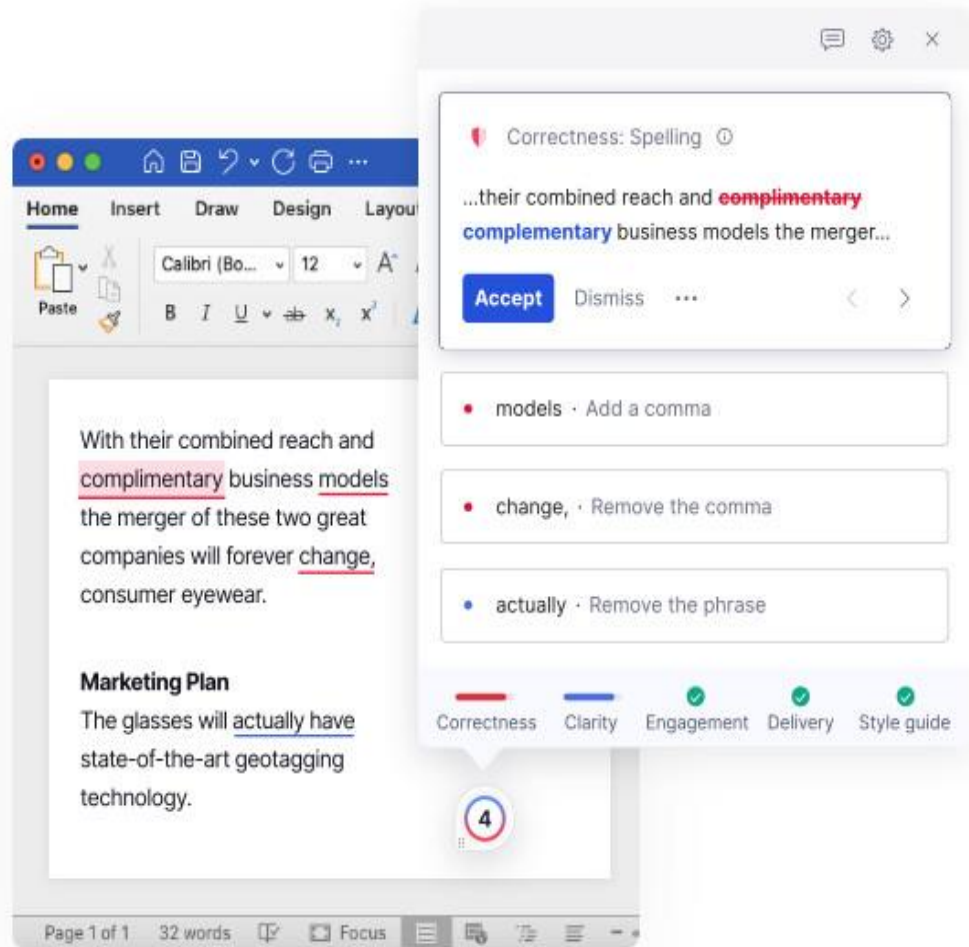 Correctness: Spelling
...their combined reach and complimentary
complementary business models the merger...
Accept Dismiss ...
models · Add a comma
change, · Remove the comma
actually · Remove the phrase
Correctness Clarity Engagement Delivery Style guide
4
Home Insert Draw Design
Paste
Calibri (Bo... 12 A
B I U ab x, x'
With their combined reach and
complimentary business models
the merger of these two great
companies will forever change,
consumer eyewear.
Marketing Plan
The glasses will actually have
state-of-the-art geotagging
technology.
Page 1 of 1 32 words Focus